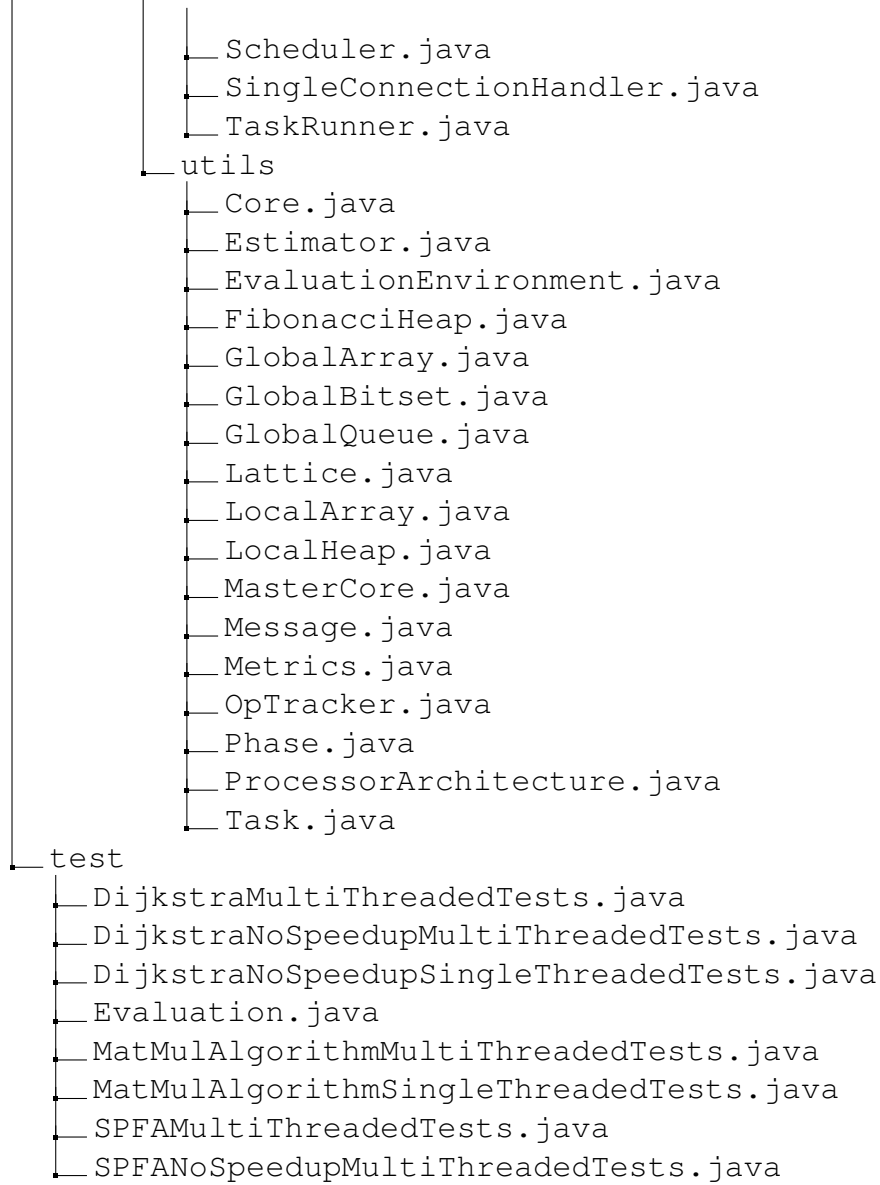 Scheduler.java
SingleConnectionHandler.java
TaskRunner.java
utils
Core.java
Estimator.java
EvaluationEnvironment.java
FibonacciHeap.java
GlobalArray.java
GlobalBitset.java
GlobalQueue.java
Lattice.java
LocalArray.java
LocalHeap.java
MasterCore.java
Message.java
Metrics.java
OpTracker.java
Phase.java
ProcessorArchitecture.java
Task.java
test
DijkstraMultiThreadedTests.java
DijkstraNoSpeedupMultiThreadedTests.java
DijkstraNoSpeedupSingleThreadedTests.java
Evaluation.java
MatMulAlgorithmMultiThreadedTests.java
MatMulAlgorithmSingleThreadedTests.java
SPFAMultiThreadedTests.java
SPFANoSpeedupMultiThreadedTests.java